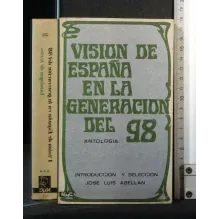 VISION DE
ESPAÑA
EN LA
GENERACION
DEL 98
ANTOLOGIA
INTRODUCCION Y SELECCION
JOSE LUIS ABELLAN